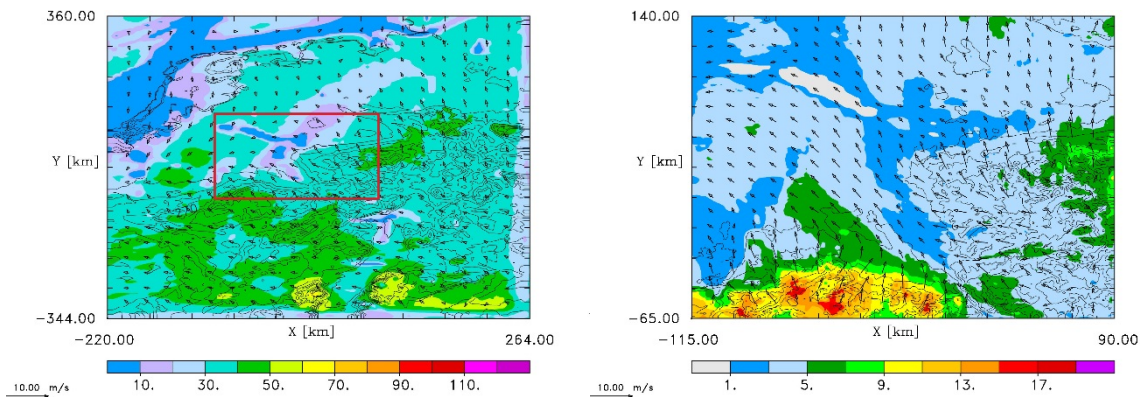 360.00
Y [km]
-344.00
X [km]
-220.00
264.00
10. 30. 50. 70. 90. 110.
10.00 m/s
140.00
Y [km]
-65.00
X [km]
-115.00
90.00
1. 5. 9. 13. 17.
10.00 m/s